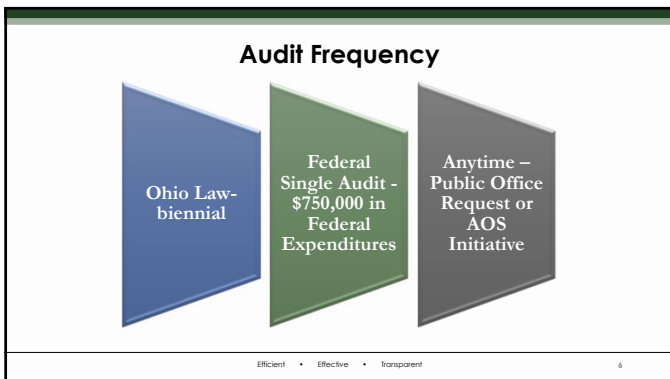 Audit Frequency
Ohio Law-
biennial
Federal
Single Audit -
$750,000 in
Federal
Expenditures
Anytime –
Public Office
Request or
AOS
Initiative
Efficient • Effective • Transparent 6